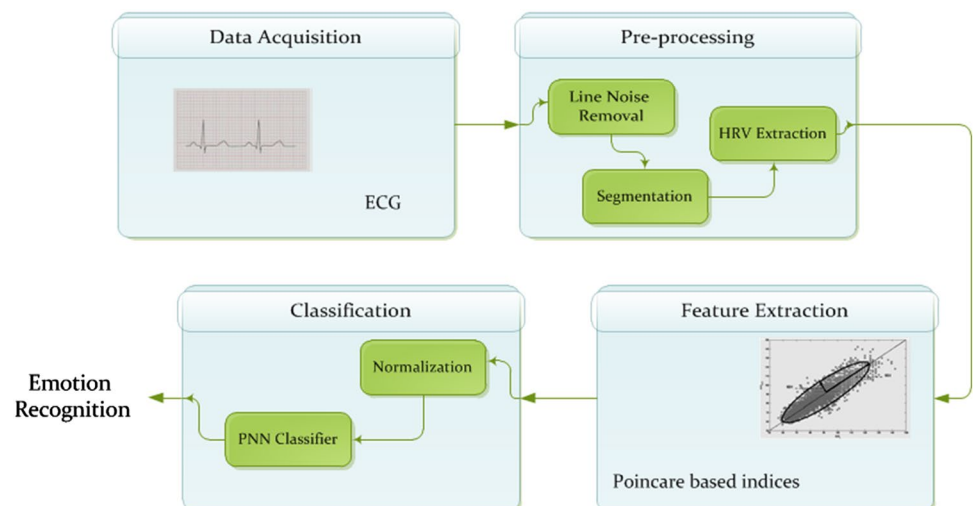 Data Acquisition
ECG
Pre-processing
Line Noise
Removal
Segmentation
HRV Extraction
Feature Extraction
Poincare based indices
Classification
Normalization
PNN Classifier
Emotion
Recognition